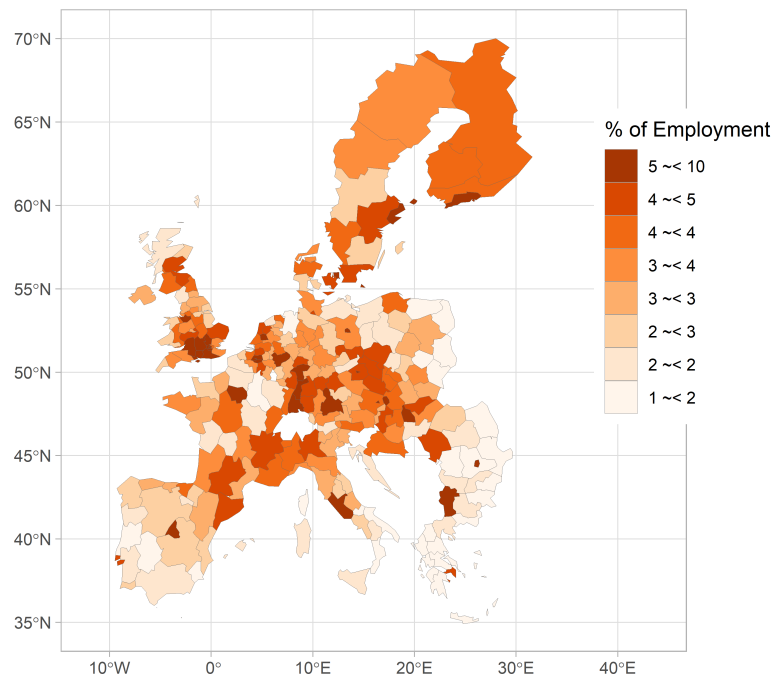 70°N
65°N
60°N
55°N
50°N
45°N
40°N
35°N
10°W 0° 10°E 20°E 30°E 40°E
% of Employment
5 ~< 10
4 ~< 5
4 ~< 4
3 ~< 4
3 ~< 3
2 ~< 3
2 ~< 2
1 ~< 2